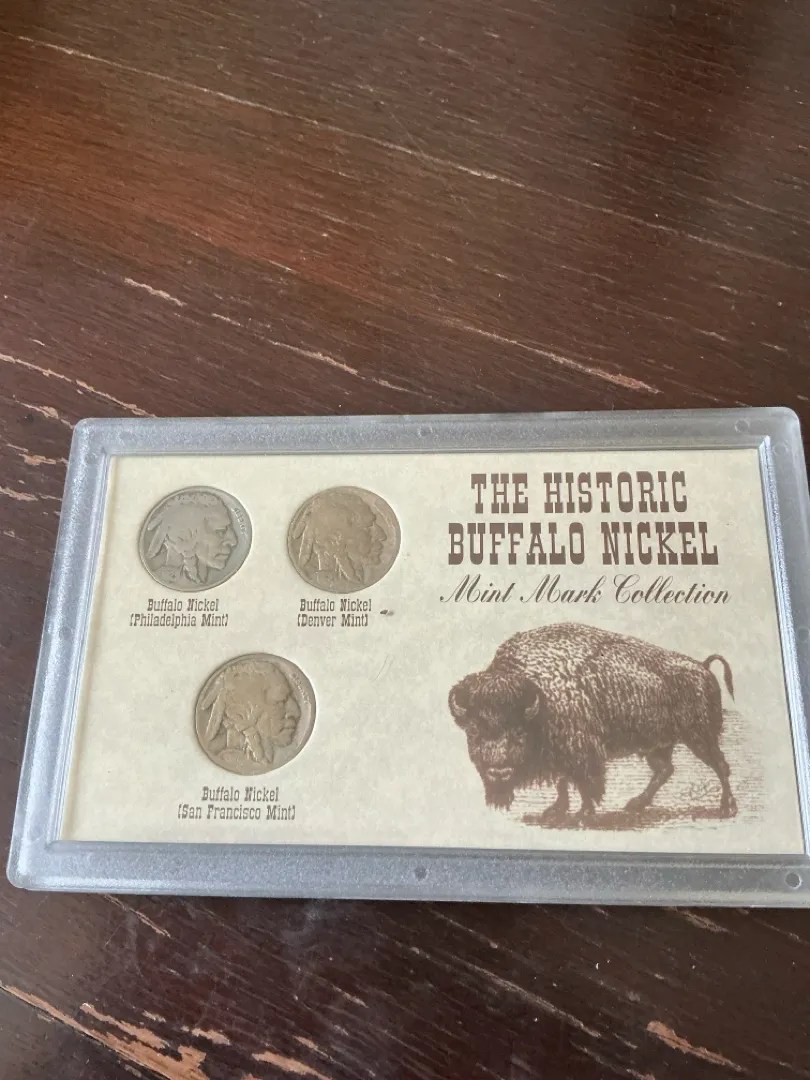 THE HISTORIC
BUFFALO NICKEL
Mint Mark Collection
Buffalo Nickel
(Philadelphia Mint)
Buffalo Nickel
(Denver Mint)
Buffalo Nickel
(San Francisco Mint)